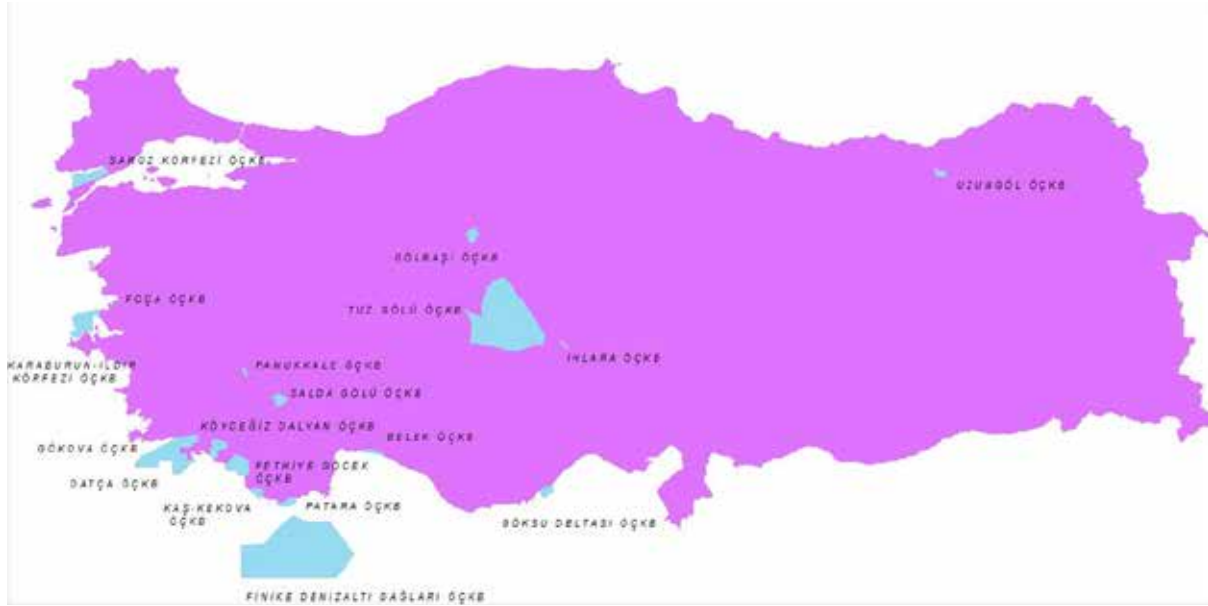 SAROZ KÖRFEZİ ÖÇKB
UZUNGÖL ÖÇKB
GÖLBAŞI ÖÇKB
FOÇA ÖÇKB
TUZ GÖLÜ ÖÇKB
IHLARA ÖÇKB
KARABURUN-ILDIR
KÖRFEZİ ÖÇKB
PAMUKKALE ÖÇKB
SALDA GÖLÜ ÖÇKB
KÖYCEĞİZ DALYAN ÖÇKB
GÖKOVA ÖÇKB
BELEK ÖÇKB
DATÇA ÖÇKB
FETHİYE GÖCEK
ÖÇKB
KAŞ-KEKOVA
ÖÇKB
PATARA ÖÇKB
GÖKSU DELTASI ÖÇKB
FİNİKE DENİZALTI DAĞLARI ÖÇKB